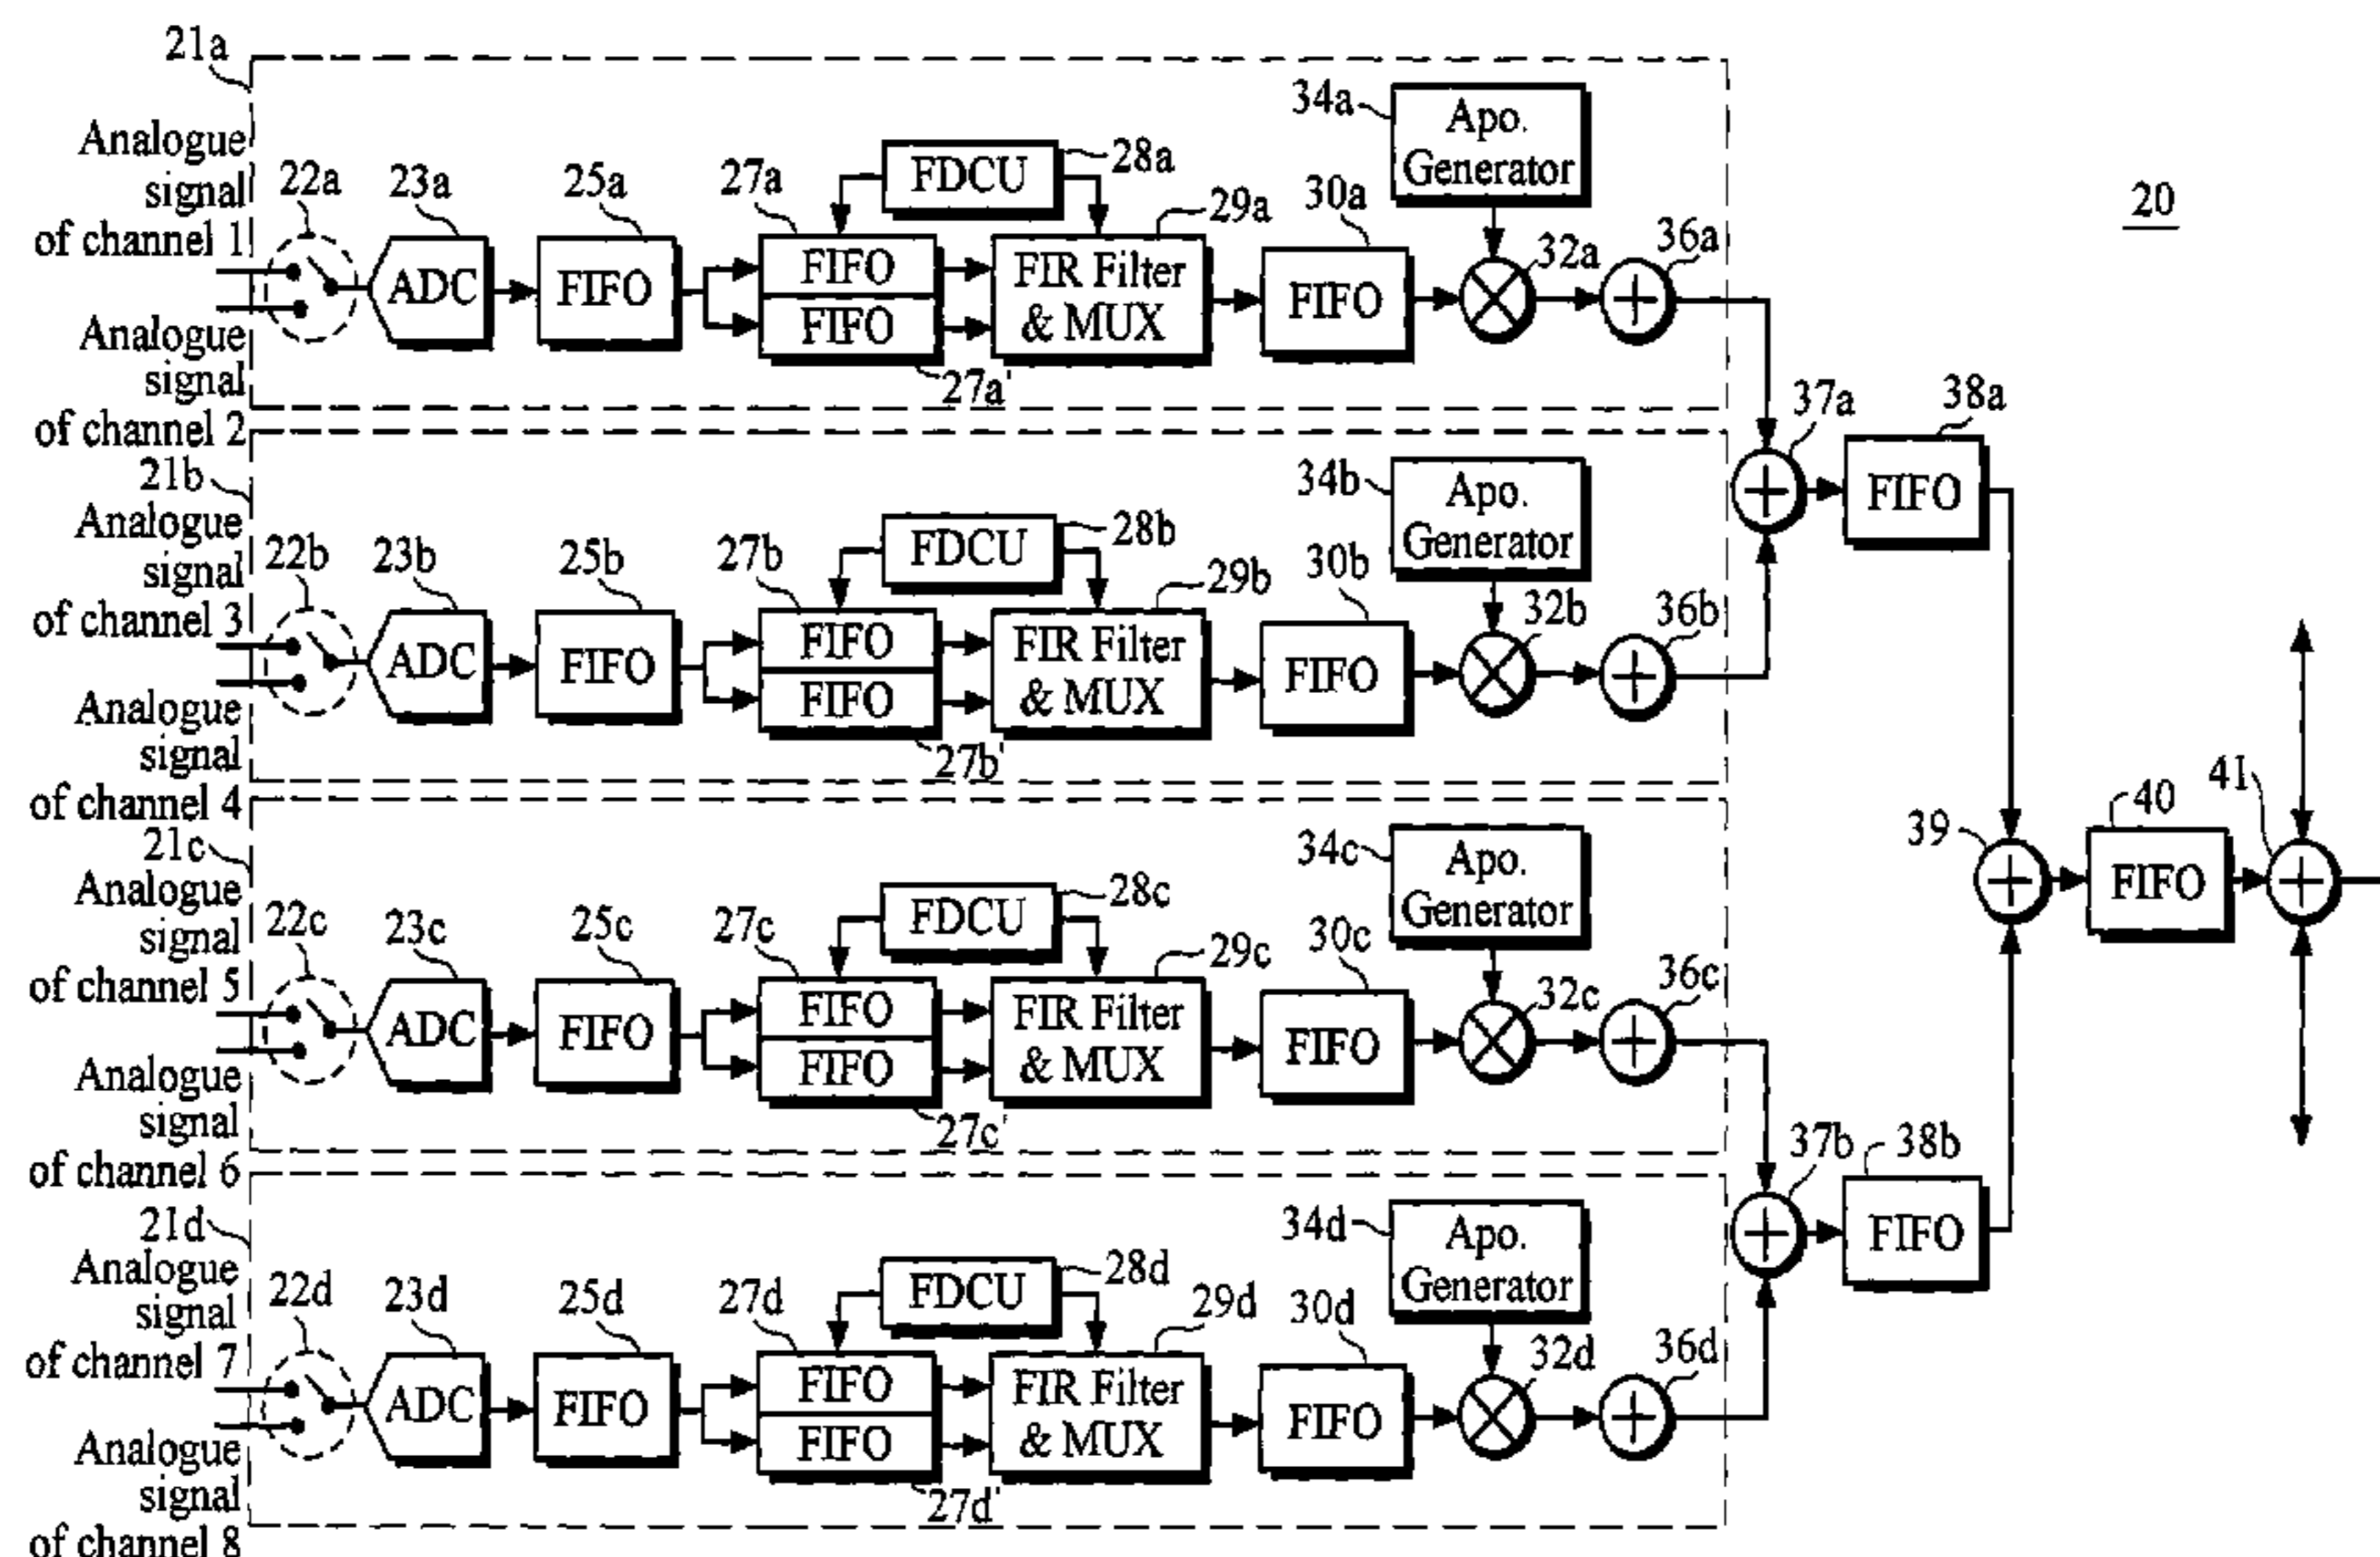 21a
Analogue
signal
of channel 1
22a
23a
25a
27a
FDCU
28a
29a
30a
34a
Apo.
Generator
32a
36a
20
ADC
FIFO
FIFO
FIFO
FIR Filter
& MUX
FIFO
27a'
Analogue
signal
of channel 2
37a
38a
FIFO
21b
Analogue
signal
of channel 3
22b
23b
25b
27b
FDCU
28b
29b
30b
34b
Apo.
Generator
32b
36b
ADC
FIFO
FIFO
FIFO
FIR Filter
& MUX
FIFO
27b'
Analogue
signal
of channel 4
39
40
FIFO
41
21c
Analogue
signal
of channel 5
22c
23c
25c
27c
FDCU
28c
29c
30c
34c
Apo.
Generator
32c
36c
ADC
FIFO
FIFO
FIFO
FIR Filter
& MUX
FIFO
27c'
Analogue
signal
of channel 6
37b
38b
FIFO
21d
Analogue
signal
of channel 7
22d
23d
25d
27d
FDCU
28d
29d
30d
34d
Apo.
Generator
32d
36d
ADC
FIFO
FIFO
FIFO
FIR Filter
& MUX
FIFO
27d'
Analogue
signal
of channel 8